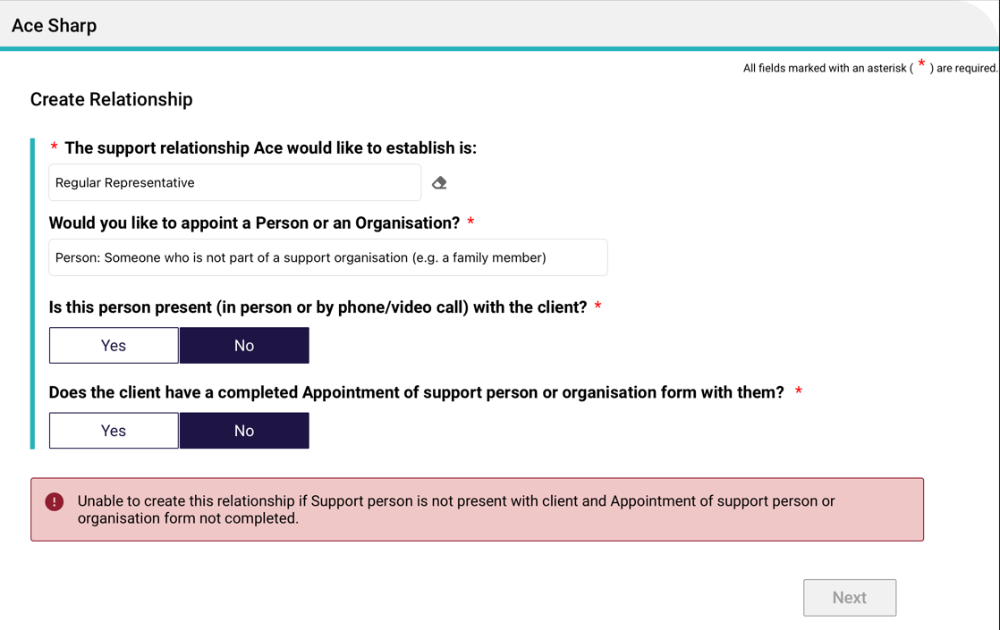 Ace Sharp
All fields marked with an asterisk ( * ) are required.
Create Relationship
* The support relationship Ace would like to establish is:
Regular Representative
Would you like to appoint a Person or an Organisation? *
Person: Someone who is not part of a support organisation (e.g. a family member)
Is this person present (in person or by phone/video call) with the client? *
Yes No
Does the client have a completed Appointment of support person or organisation form with them? *
Yes No
! Unable to create this relationship if Support person is not present with client and Appointment of support person or
organisation form not completed.
Next